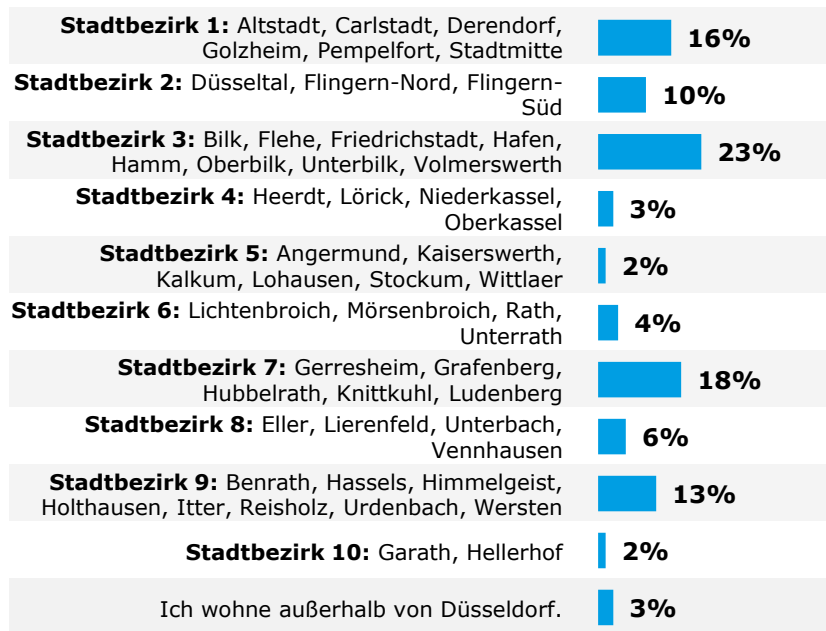 Stadtbezirk 1: Altstadt, Carlstadt, Derendorf,
Golzheim, Pempelfort, Stadtmitte
16%
Stadtbezirk 2: Düsseltal, Flingern-Nord, Flingern-
Süd
10%
Stadtbezirk 3: Bilk, Flehe, Friedrichstadt, Hafen,
Hamm, Oberbilk, Unterbilk, Volmerswerth
23%
Stadtbezirk 4: Heerdt, Lörick, Niederkassel,
Oberkassel
3%
Stadtbezirk 5: Angermund, Kaiserswerth,
Kalkum, Lohausen, Stockum, Wittlaer
2%
Stadtbezirk 6: Lichtenbroich, Mörsenbroich, Rath,
Unterrath
4%
Stadtbezirk 7: Gerresheim, Grafenberg,
Hubbelrath, Knittkuhl, Ludenberg
18%
Stadtbezirk 8: Eller, Lierenfeld, Unterbach,
Vennhausen
6%
Stadtbezirk 9: Benrath, Hassels, Himmelgeist,
Holthausen, Itter, Reisholz, Urdenbach, Wersten
13%
Stadtbezirk 10: Garath, Hellerhof
2%
Ich wohne außerhalb von Düsseldorf.
3%